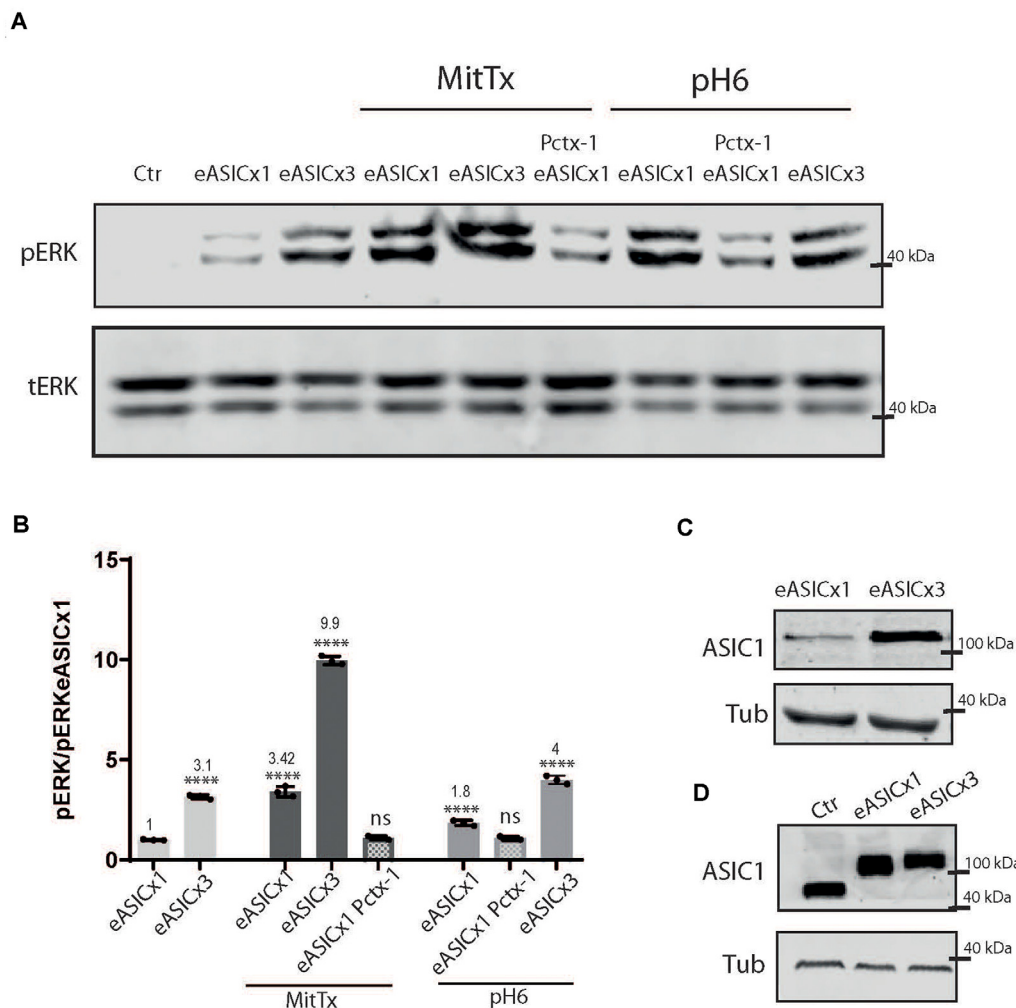 A
MitTx pH6
Pctx-1 Pctx-1
Ctr eASICx1 eASICx3 eASICx1 eASICx3 eASICx1 eASICx1 eASICx1 eASICx3
pERK
40 kDa
tERK
40 kDa
B
pERK/pERKeASICx1
15
10
5
0
1
3.1
****
3.42
****
9.9
****
ns
1.8
****
ns
4
****
eASICx1
eASICx3
eASICx1
eASICx3
eASICx1 Pctx-1
eASICx1
eASICx1 Pctx-1
eASICx3
MitTx pH6
C
eASICx1 eASICx3
ASIC1
100 kDa
Tub
40 kDa
D
Ctr eASICx1 eASICx3
ASIC1
100 kDa
40 kDa
Tub
40 kDa